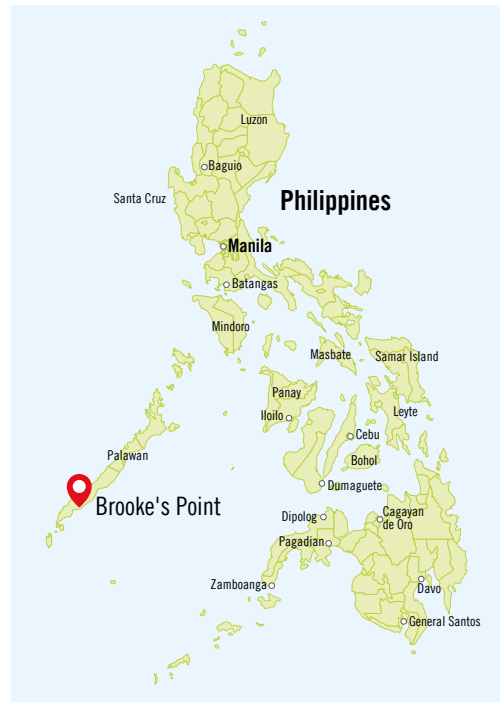 Luzon
Baguio
Santa Cruz
Philippines
Manila
Batangas
Mindoro
Masbate
Samar Island
Panay
Iloilo
Leyte
Cebu
Palawan
Bohol
Dumaguete
Brooke's Point
Dipolog
Cagayan
de Oro
Pagadian
Zamboanga
Davo
General Santos